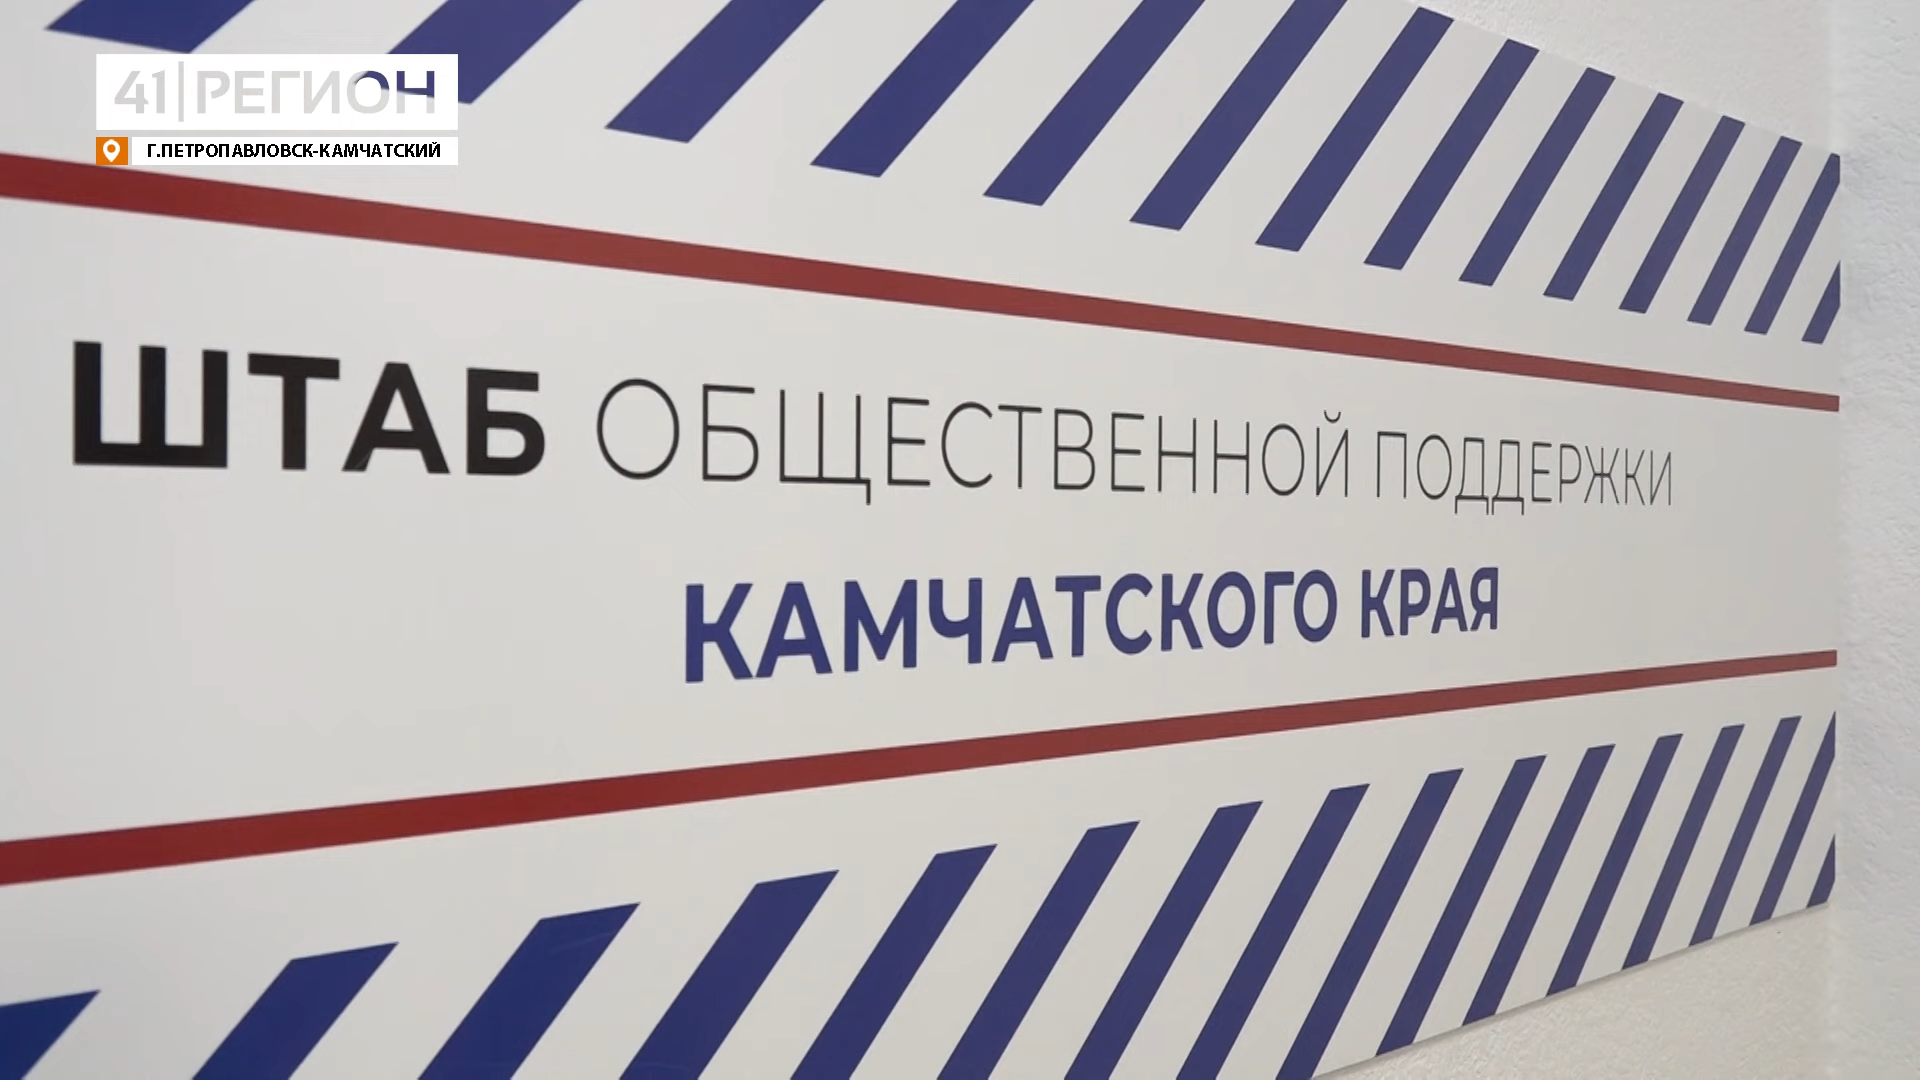 41|РЕГИОН
Г.ПЕТРОПАВЛОВСК-КАМЧАТСКИЙ
ШТАБ ОБЩЕСТВЕННОЙ ПОДДЕРЖКИ
КАМЧАТСКОГО КРАЯ